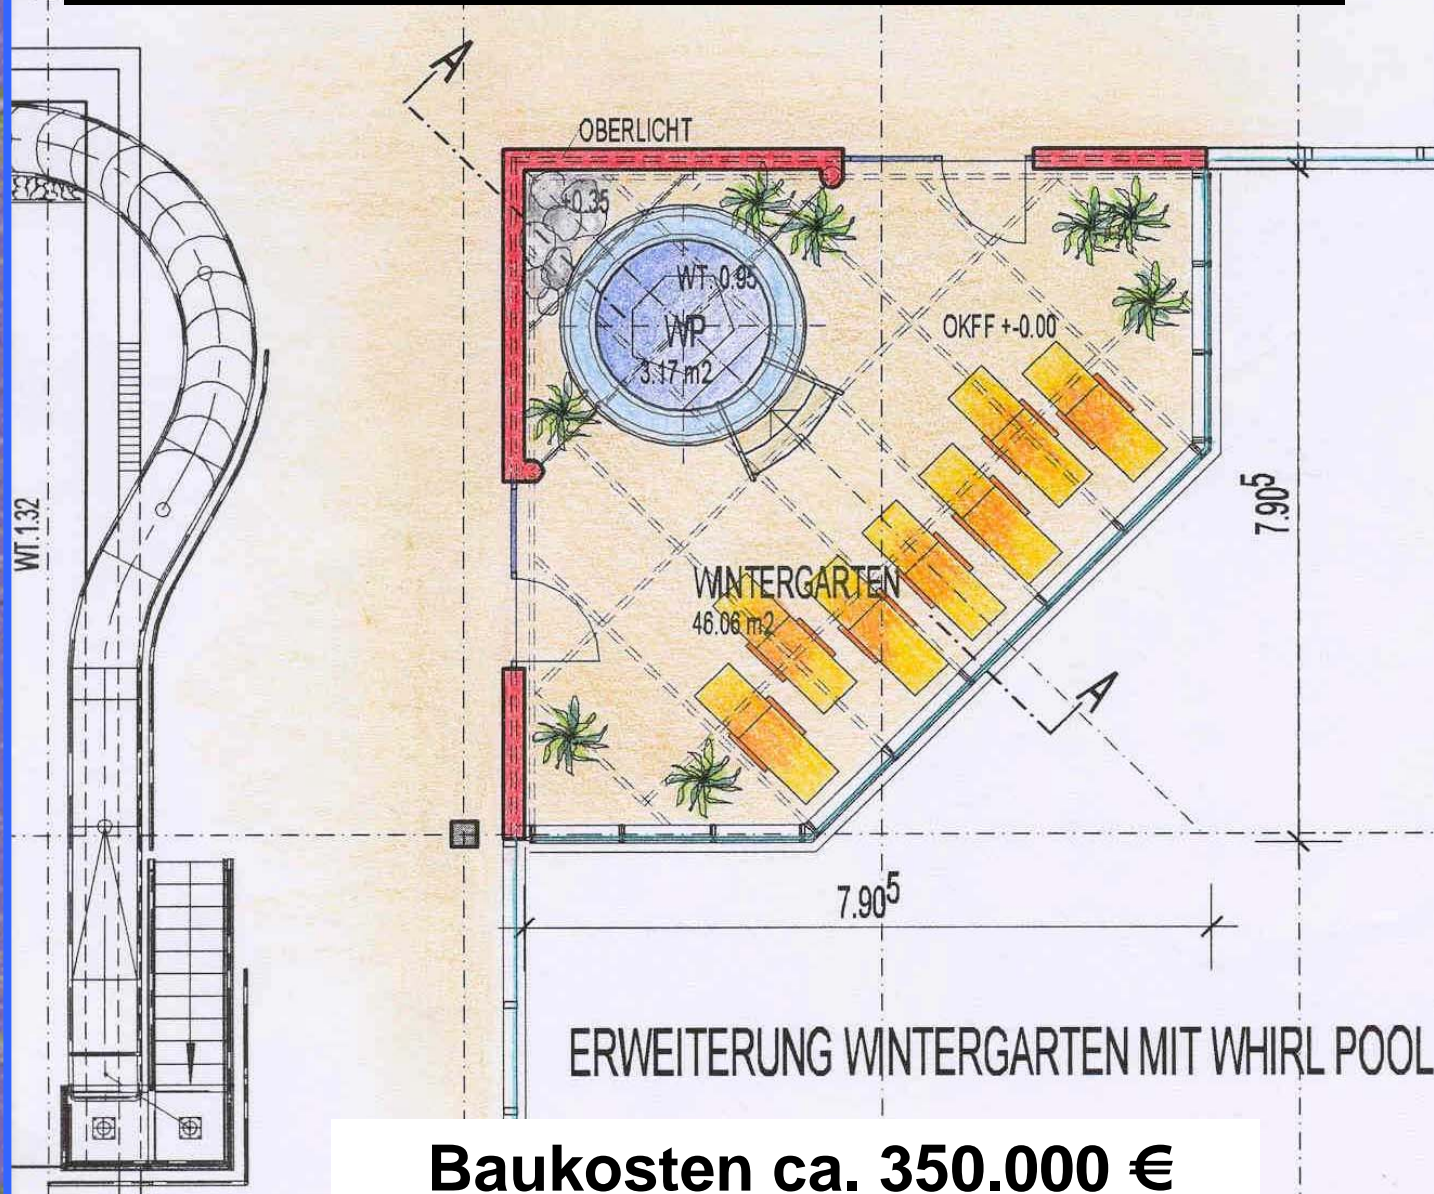 A
OBERLICHT
+0.35
WT. 0.95
WP
3.17 m2
OKFF +-0.00
WT.1.32
7.90⁵
WINTERGARTEN
46.06 m2
A
7.90⁵
ERWEITERUNG WINTERGARTEN MIT WHIRL POOL
Baukosten ca. 350.000 €